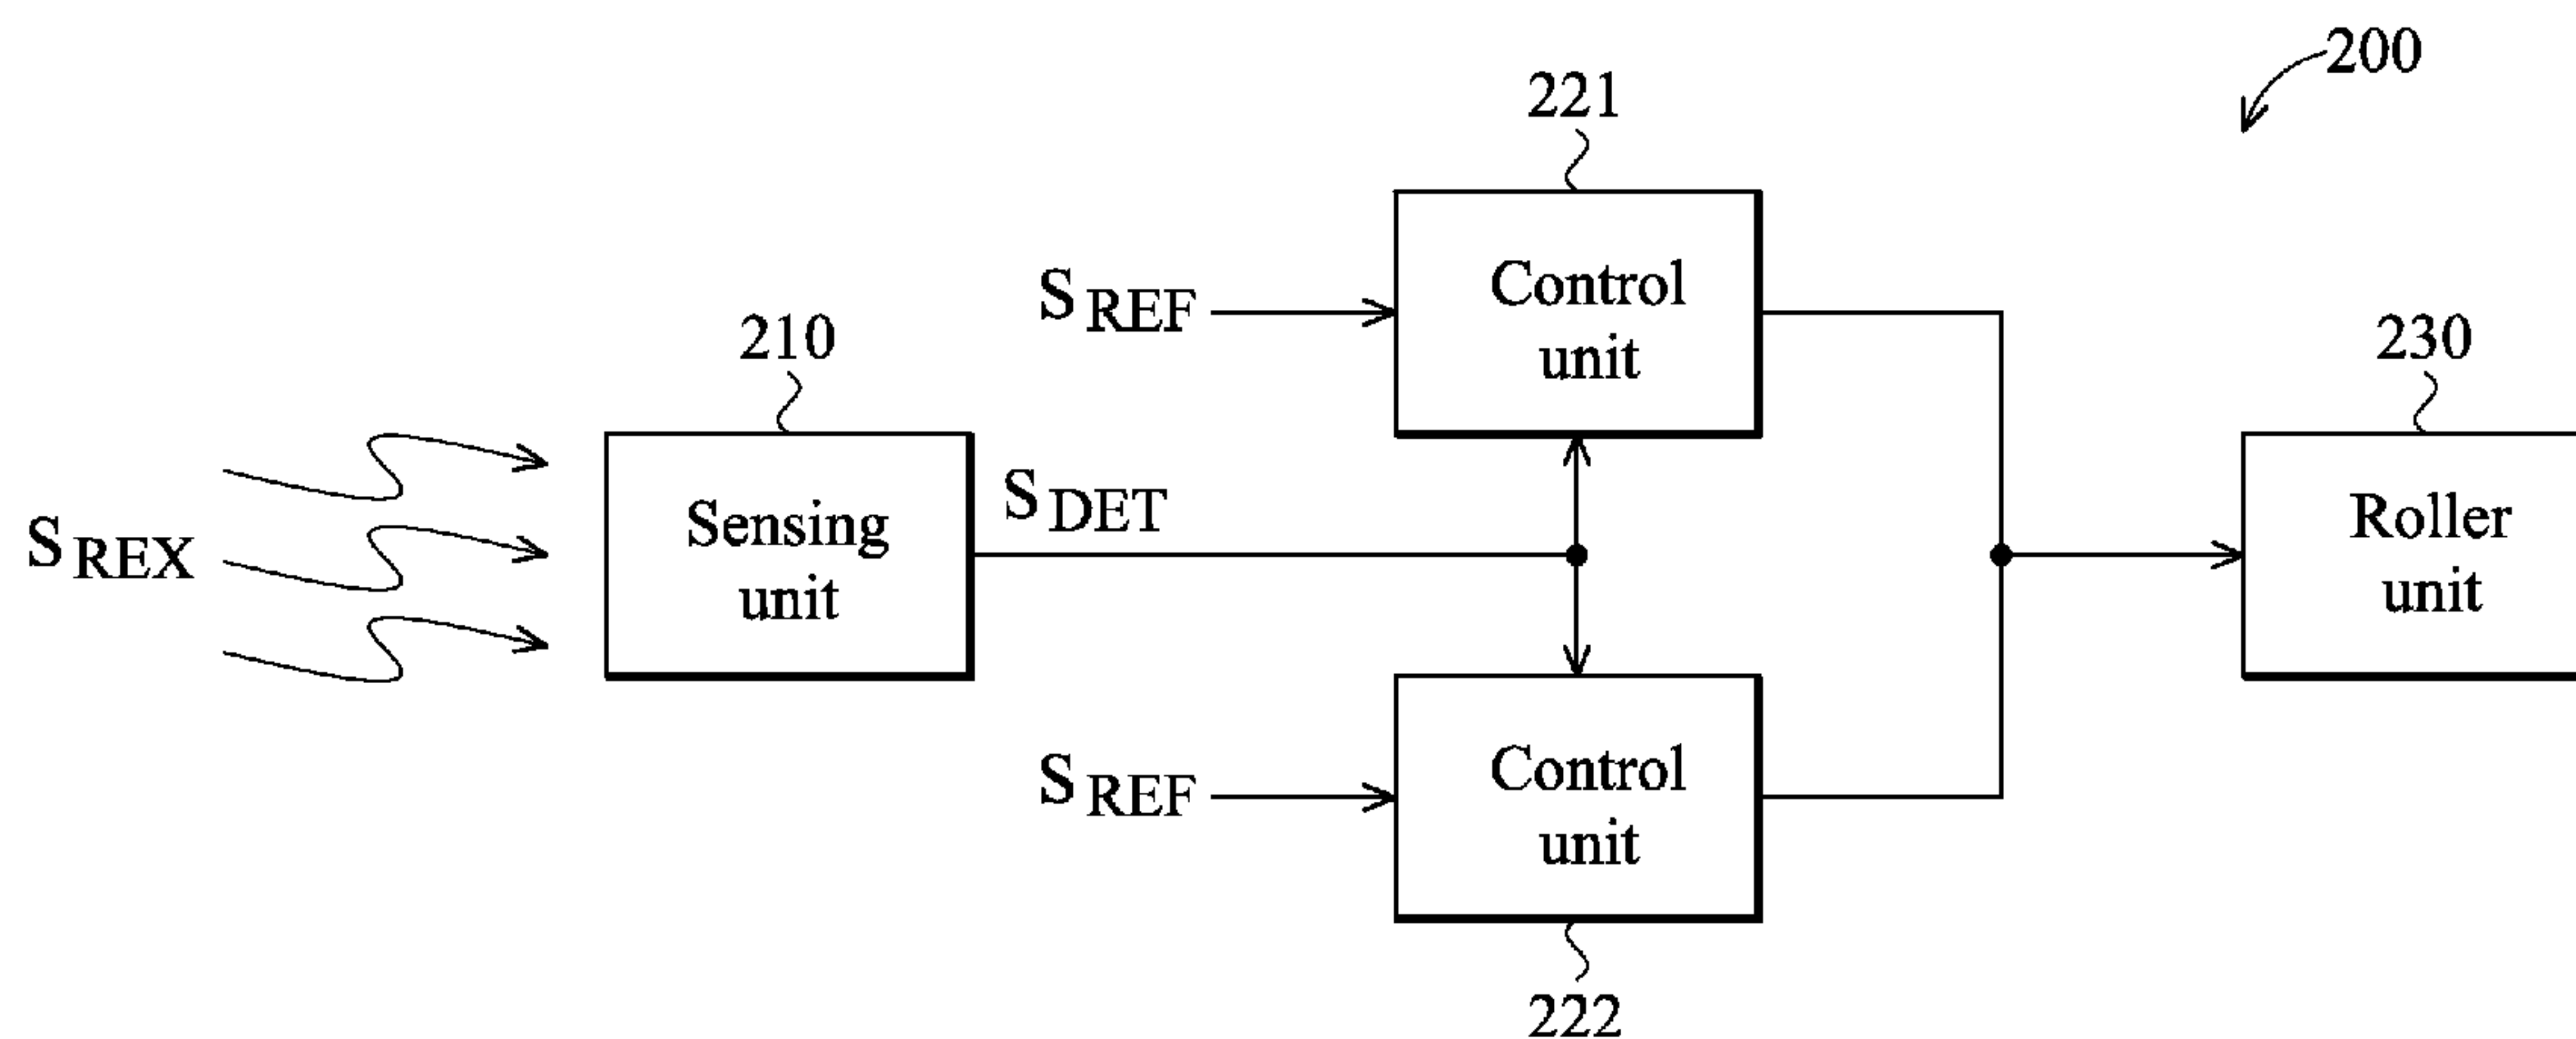 200
221
Control
unit
S REF
210
230
Sensing
unit
S DET
Roller
unit
S REX
Control
unit
S REF
222